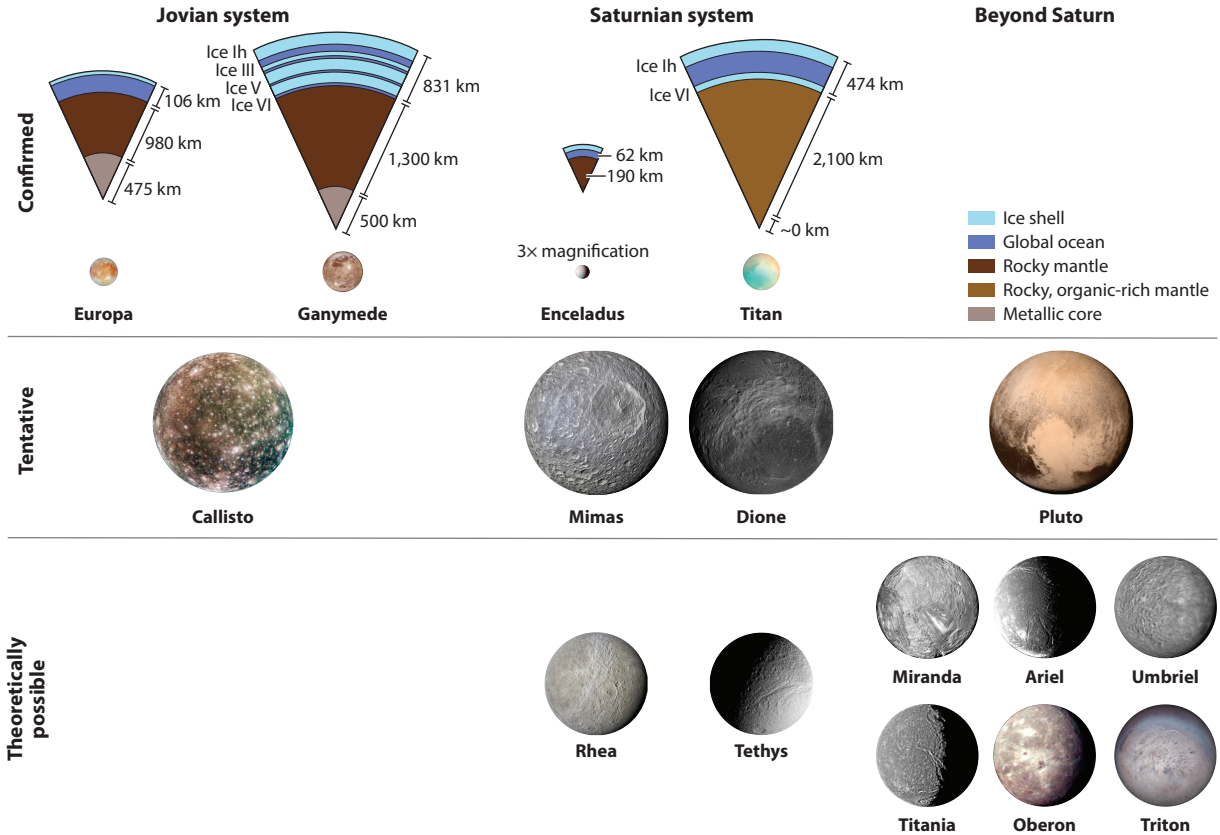 Jovian system
Saturnian system
Beyond Saturn
Confirmed
Ice Ih
Ice III
Ice V
Ice VI
831 km
1,300 km
500 km
106 km
980 km
475 km
Ice Ih
Ice VI
474 km
2,100 km
~0 km
62 km
190 km
3× magnification
Ice shell
Global ocean
Rocky mantle
Rocky, organic-rich mantle
Metallic core
Europa
Ganymede
Enceladus
Titan
Tentative
Callisto
Mimas
Dione
Pluto
Theoretically
possible
Rhea
Tethys
Miranda
Ariel
Umbriel
Titania
Oberon
Triton